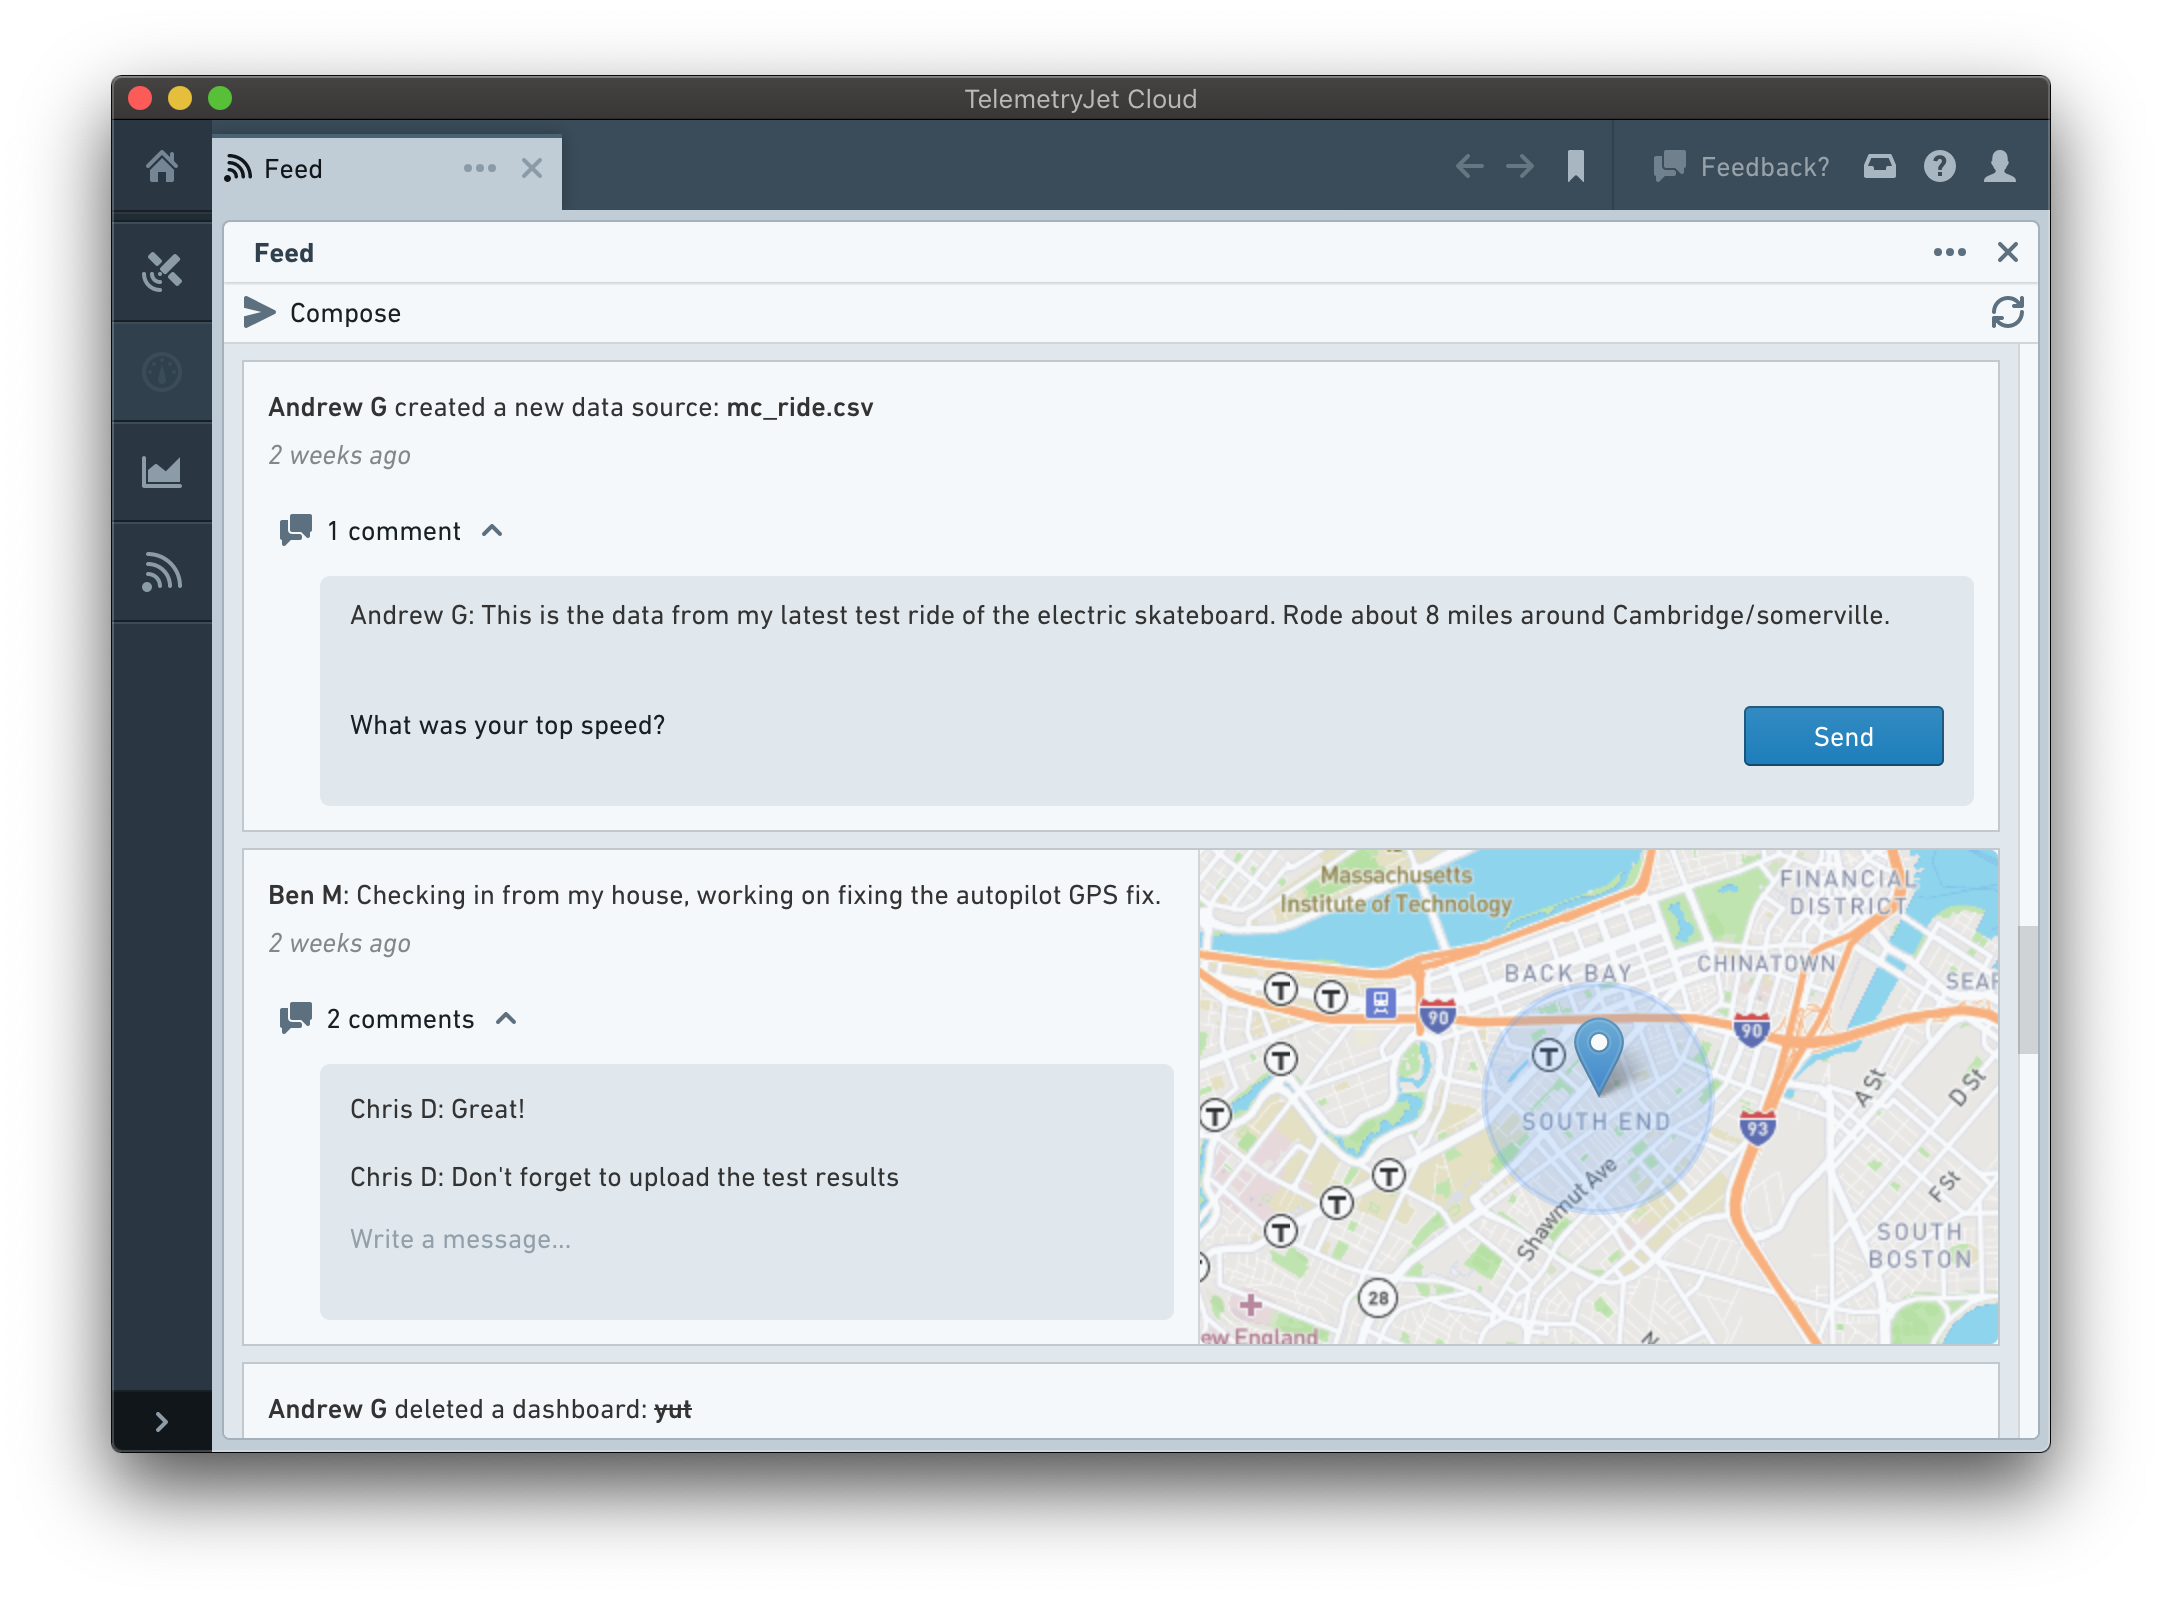 TelemetryJet Cloud
Feed
Feedback?
Feed
Compose
Andrew G created a new data source: mc_ride.csv
2 weeks ago
1 comment
Andrew G: This is the data from my latest test ride of the electric skateboard. Rode about 8 miles around Cambridge/somerville.
What was your top speed?
Send
Ben M: Checking in from my house, working on fixing the autopilot GPS fix.
2 weeks ago
2 comments
Chris D: Great!
Chris D: Don't forget to upload the test results
Write a message...
Massachusetts
Institute of Technology
FINANCIAL
DISTRICT
BACK BAY
CHINATOWN
SEAF
T
T
90
90
T
T
A St
D St
T
SOUTH END
93
T
Shawmut Ave
F St
T
T
SOUTH
BOSTON
28
ew England
N
Andrew G deleted a dashboard: yut